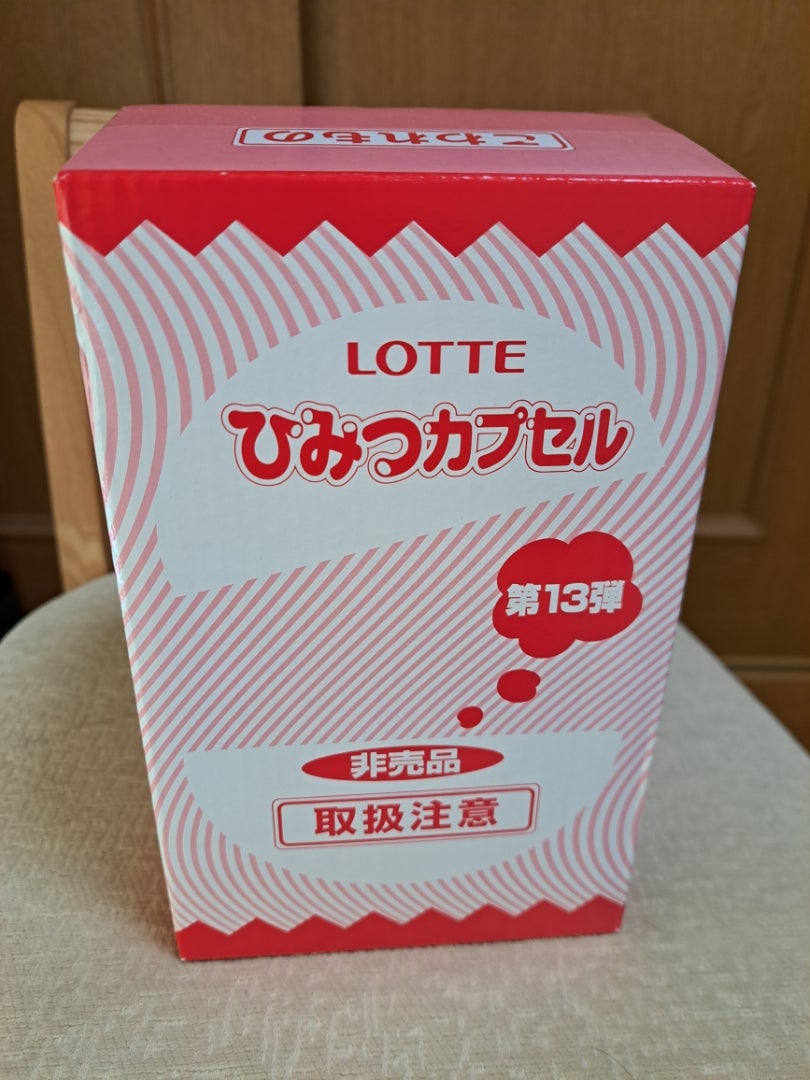 こわれもの
LOTTE
ひみつカプセル
第13弾
非売品
取扱注意